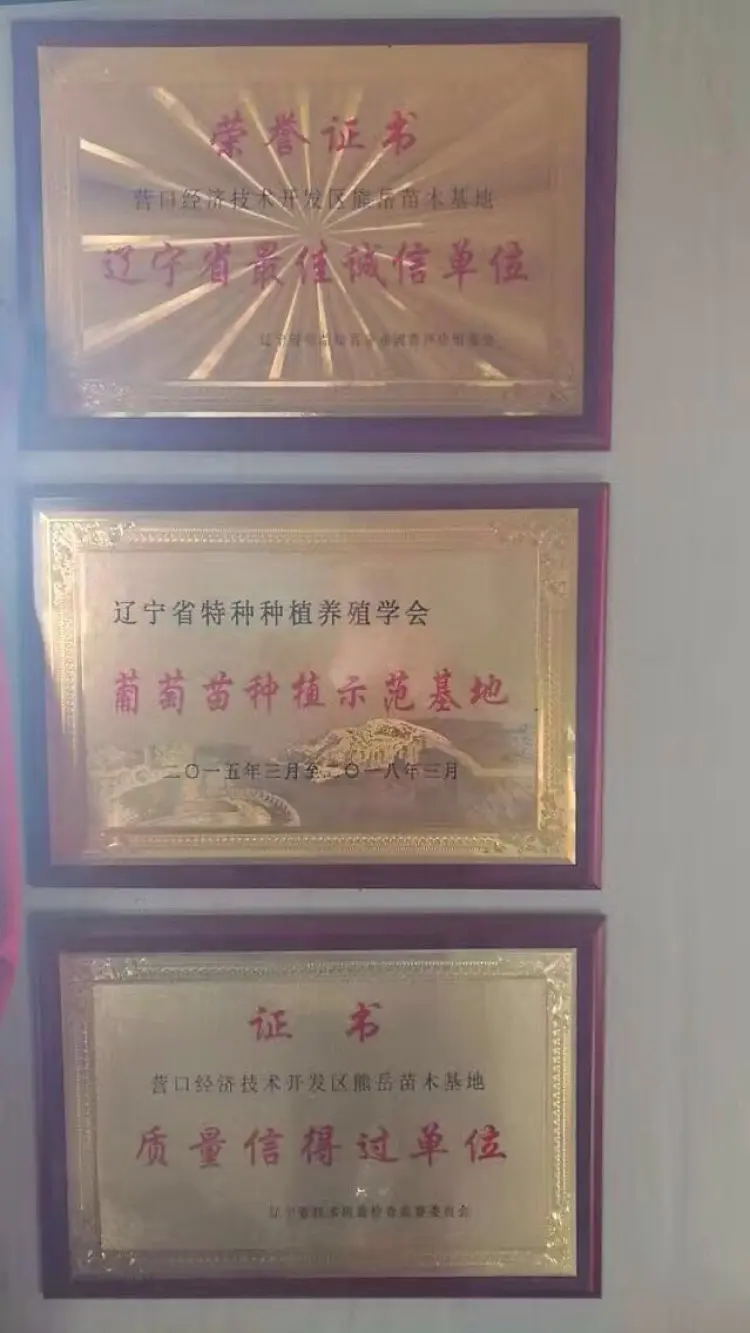 荣誉证书
营口经济技术开发区熊岳苗木基地
辽宁省最佳诚信单位
辽宁省特种种植养殖学会
葡萄苗种植示范基地
二〇一五年三月至二〇一八年三月
证 书
营口经济技术开发区熊岳苗木基地
质量信得过单位